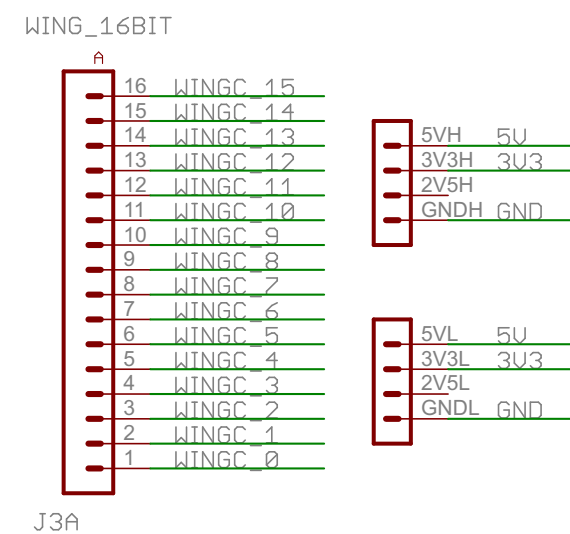 WING_16BIT
A
16 WINGC_15
15 WINGC_14
14 WINGC_13
13 WINGC_12
12 WINGC_11
11 WINGC_10
10 WINGC_9
9 WINGC_8
8 WINGC_7
7 WINGC_6
6 WINGC_5
5 WINGC_4
4 WINGC_3
3 WINGC_2
2 WINGC_1
1 WINGC_0
J3A
5VH 5V
3V3H 3V3
2V5H
GNDH GND
5VL 5V
3V3L 3V3
2V5L
GNDL GND